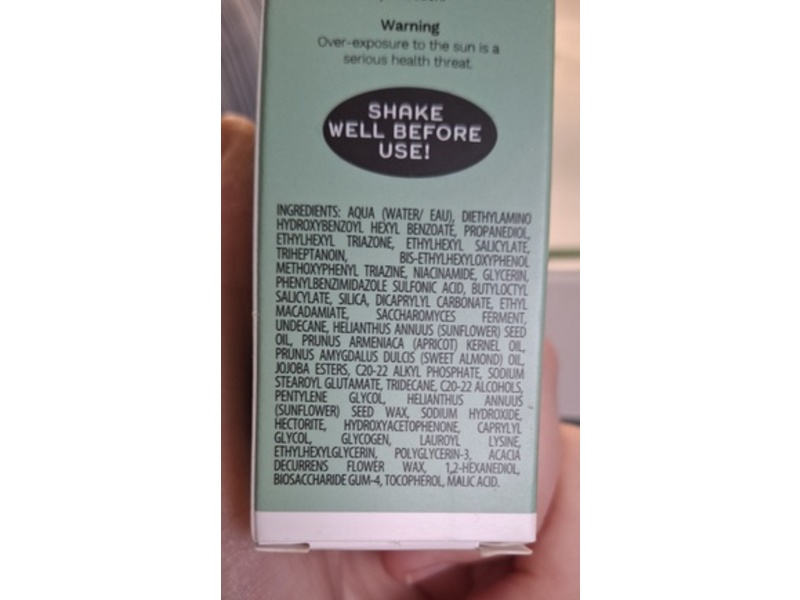 Warning
Over-exposure to the sun is a
serious health threat.
SHAKE
WELL BEFORE
USE!
INGREDIENTS: AQUA (WATER/ EAU), DIETHYLAMINO
HYDROXYBENZOYL HEXYL BENZOATE, PROPANEDIOL,
ETHYLHEXYL TRIAZONE, ETHYLHEXYL SALICYLATE,
TRIHEPTANOIN, BIS-ETHYLHEXYLOXYPHENOL
METHOXYPHENYL TRIAZINE, NIACINAMIDE, GLYCERIN,
PHENYLBENZIMIDAZOLE SULFONIC ACID, BUTYLOCTYL
SALICYLATE, SILICA, DICAPRYLYL CARBONATE, ETHYL
MACADAMIATE, SACCHAROMYCES FERMENT,
UNDECANE, HELIANTHUS ANNUUS (SUNFLOWER) SEED
OIL, PRUNUS ARMENIACA (APRICOT) KERNEL OIL,
PRUNUS AMYGDALUS DULCIS (SWEET ALMOND) OIL,
JOJOBA ESTERS, C20-22 ALKYL PHOSPHATE, SODIUM
STEAROYL GLUTAMATE, TRIDECANE, C20-22 ALCOHOLS,
PENTYLENE GLYCOL, HELIANTHUS ANNUUS
(SUNFLOWER) SEED WAX, SODIUM HYDROXIDE,
HECTORITE, HYDROXYACETOPHENONE, CAPRYLYL
GLYCOL, GLYCOGEN, LAUROYL LYSINE,
ETHYLHEXYLGLYCERIN, POLYGLYCERIN-3, ACACIA
DECURRENS FLOWER WAX, 1,2-HEXANEDIOL,
BIOSACCHARIDE GUM-4, TOCOPHEROL, MALIC ACID.